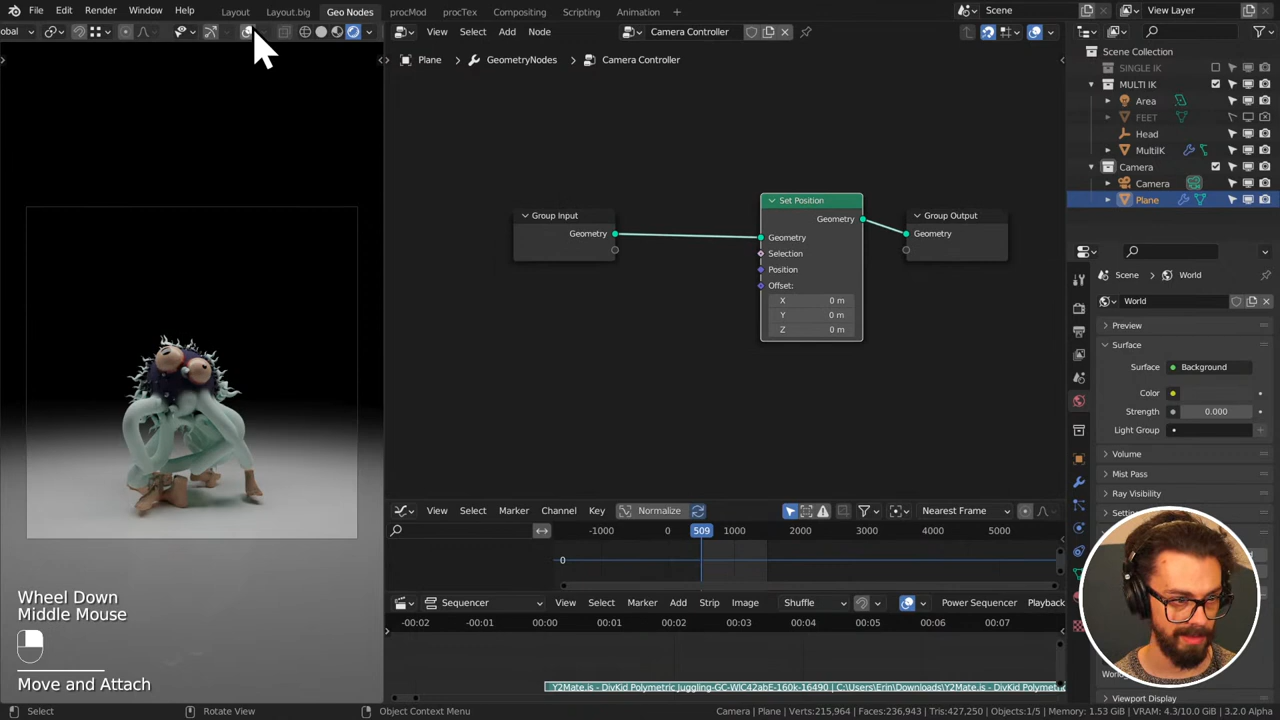 File Edit Render Window Help Layout Layout.big Geo Nodes procMod procTex Compositing Scripting Animation + Scene View Layer
obal View Select Add Node Camera Controller
Plane > GeometryNodes > Camera Controller
Scene Collection
SINGLE IK
MULTI IK
Area
FEET
Head
MultiIK
Camera
Camera
Plane
Group Input
Geometry
Set Position
Geometry
Geometry
Selection
Position
Offset:
X 0 m
Y 0 m
Z 0 m
Group Output
Geometry
Scene > World
World
Preview
Surface
Surface Background
Color
Strength 0.000
Light Group
Volume
Mist Pass
Ray Visibility
Viewport Display
View Select Marker Channel Key Normalize Nearest Frame
-1000 0 509 1000 2000 3000 4000 5000
0
Sequencer View Select Marker Add Strip Image Shuffle Power Sequencer Playback
-00:02 -00:01 00:00 00:01 00:02 00:03 00:04 00:05 00:06 00:07
Wheel Down
Middle Mouse
Move and Attach
Select Rotate View Object Context Menu Camera | Plane | Verts:215,964 | Faces:236,943 | Tris:427,250 | Objects:1/5 | Memory: 1.53 GiB | VRAM: 4.3/10.0 GiB | 3.2.0 Alpha